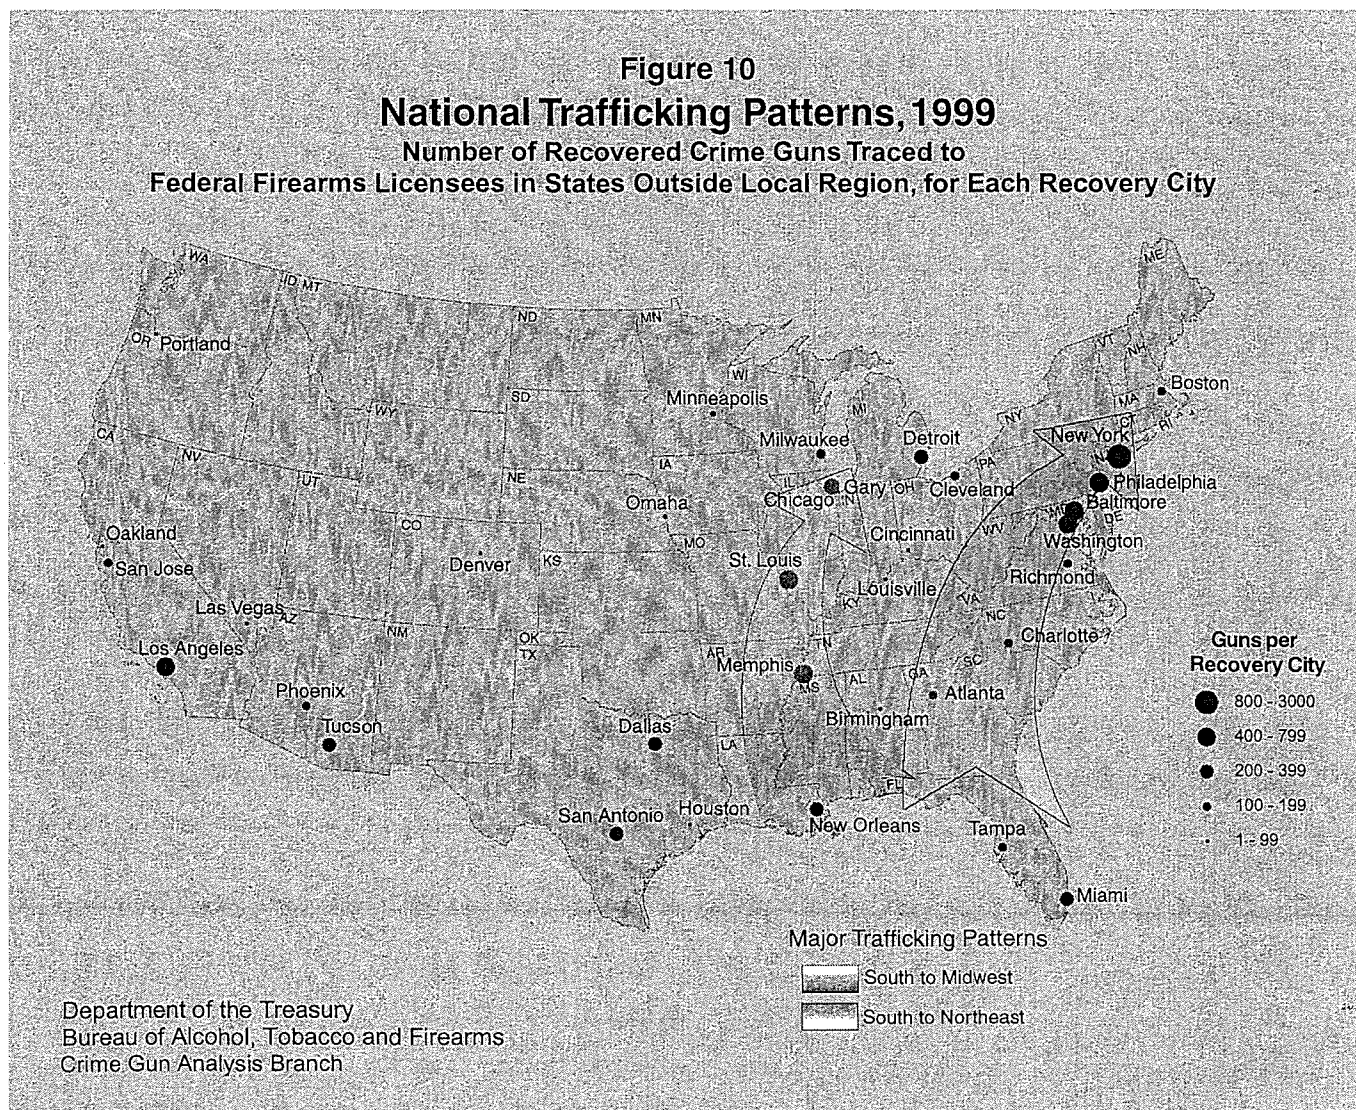 Figure 10
National Trafficking Patterns, 1999
Number of Recovered Crime Guns Traced to
Federal Firearms Licensees in States Outside Local Region, for Each Recovery City
WA
ME
ID MT
ND
MN
VT
NH
OR Portland
WI
SD
Minneapolis
Boston
MA
WY
MI
NY
CT
RI
CA
Milwaukee
Detroit
New York
NV
IA
PA
NJ
UT
NE
IL
Gary
OH
Cleveland
Philadelphia
Chicago
IN
Omaha
Baltimore
MD
DE
CO
WV
Oakland
Cincinnati
Washington
MO
St. Louis
Denver
KS
San Jose
Louisville
Richmond
KY
VA
Las Vegas
AZ
NC
NM
OK
TN
Charlotte
Los Angeles
TX
AR
Memphis
SC
GA
MS
AL
Phoenix
Atlanta
Birmingham
Tucson
Dallas
LA
FL
San Antonio
Houston
New Orleans
Tampa
Miami
Guns per
Recovery City
800 - 3000
400 - 799
200 - 399
100 - 199
1 - 99
Major Trafficking Patterns
South to Midwest
South to Northeast
Department of the Treasury
Bureau of Alcohol, Tobacco and Firearms
Crime Gun Analysis Branch